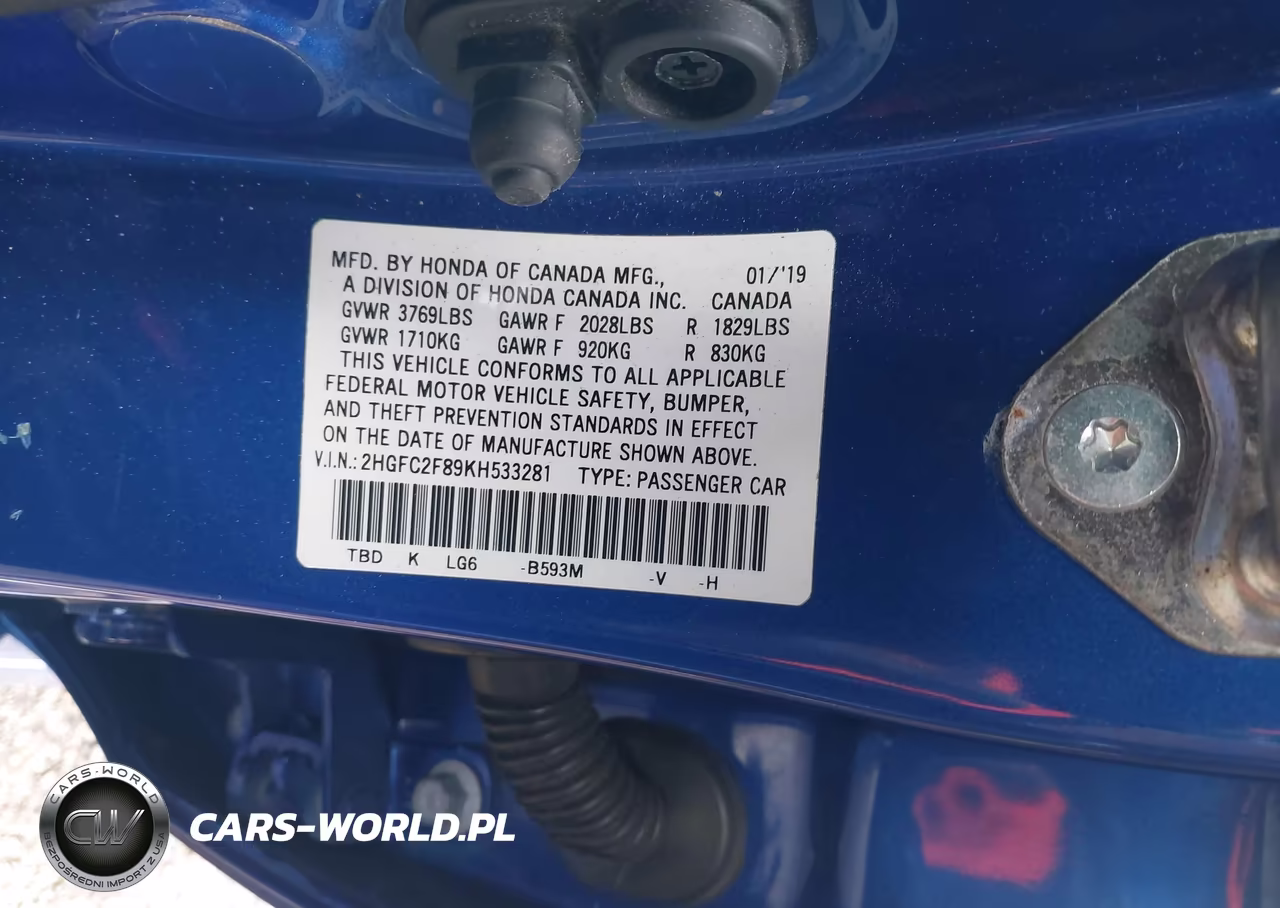 MFD. BY HONDA OF CANADA MFG., 01/'19
A DIVISION OF HONDA CANADA INC. CANADA
GVWR 3769LBS GAWR F 2028LBS R 1829LBS
GVWR 1710KG GAWR F 920KG R 830KG
THIS VEHICLE CONFORMS TO ALL APPLICABLE
FEDERAL MOTOR VEHICLE SAFETY, BUMPER,
AND THEFT PREVENTION STANDARDS IN EFFECT
ON THE DATE OF MANUFACTURE SHOWN ABOVE.
V.I.N.: 2HGFC2F89KH533281 TYPE: PASSENGER CAR
TBD K LG6 -B593M -V -H
CARS-WORLD
CW
BEZPOŚREDNI IMPORT Z USA
CARS-WORLD.PL